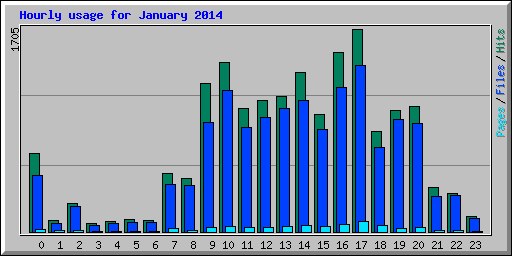 Hourly usage for January 2014
1705
Pages/Files/Hits
0 1 2 3 4 5 6 7 8 9 10 11 12 13 14 15 16 17 18 19 20 21 22 23